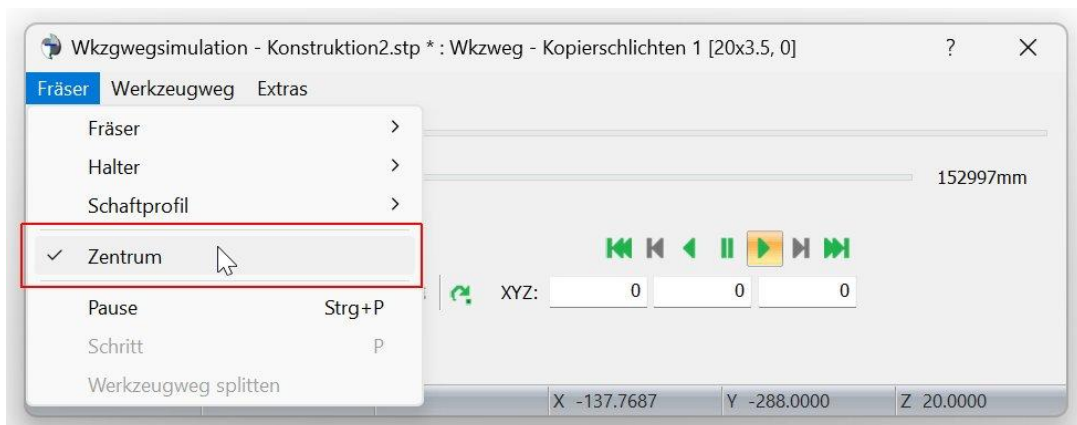 Wkzgwegsimulation - Konstruktion2.stp * : Wkzweg - Kopierschlichten 1 [20x3.5, 0] ?
Fräser Werkzeugweg Extras
Fräser
Halter
152997mm
Schaftprofil
Zentrum
XYZ: 0 0 0
Pause Strg+P
Schritt P
Werkzeugweg splitten
X -137.7687 Y -288.0000 Z 20.0000